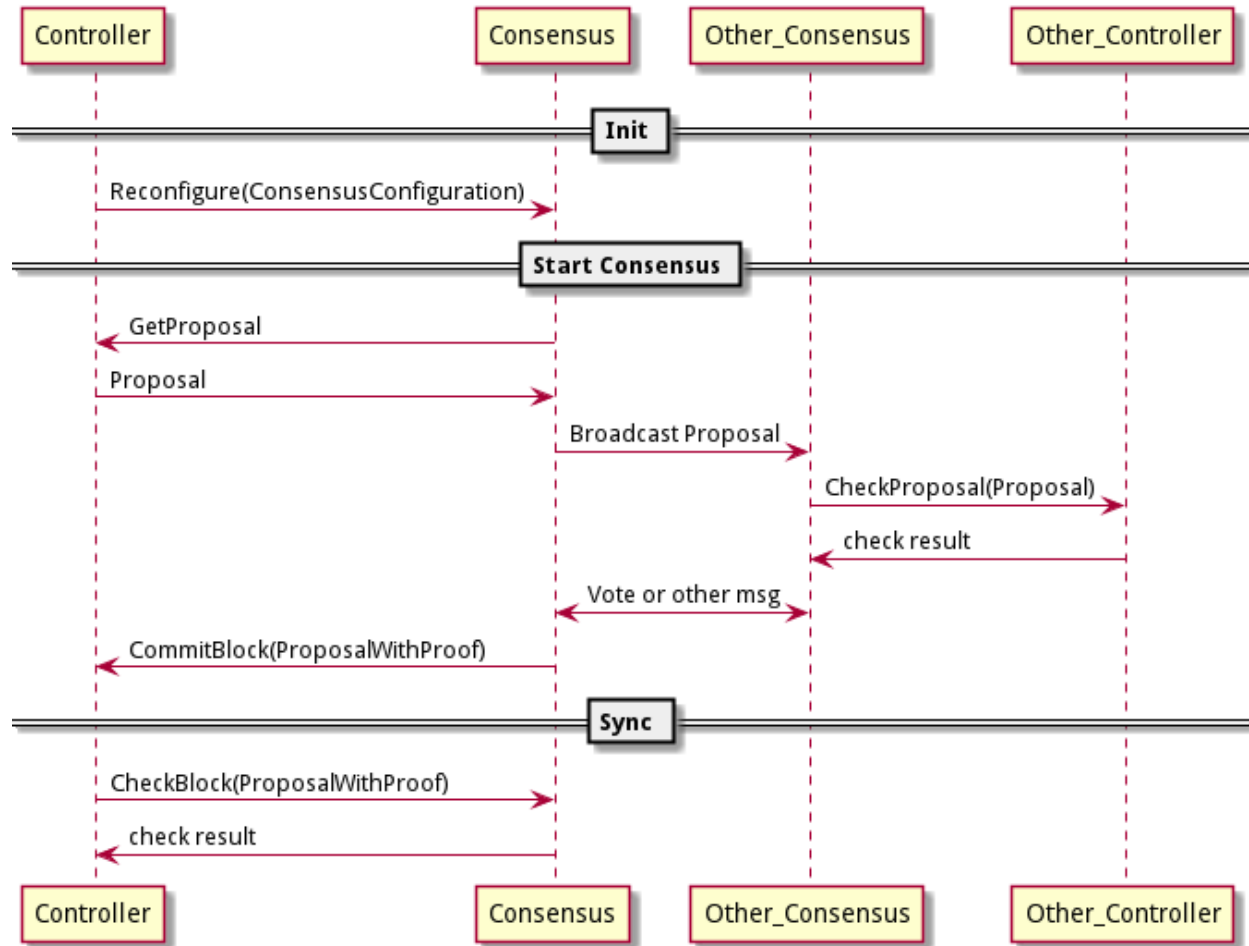 Controller
Consensus
Other_Consensus
Other_Controller
Init
Reconfigure(ConsensusConfiguration)
Start Consensus
GetProposal
Proposal
Broadcast Proposal
CheckProposal(Proposal)
check result
Vote or other msg
CommitBlock(ProposalWithProof)
Sync
CheckBlock(ProposalWithProof)
check result
Controller
Consensus
Other_Consensus
Other_Controller